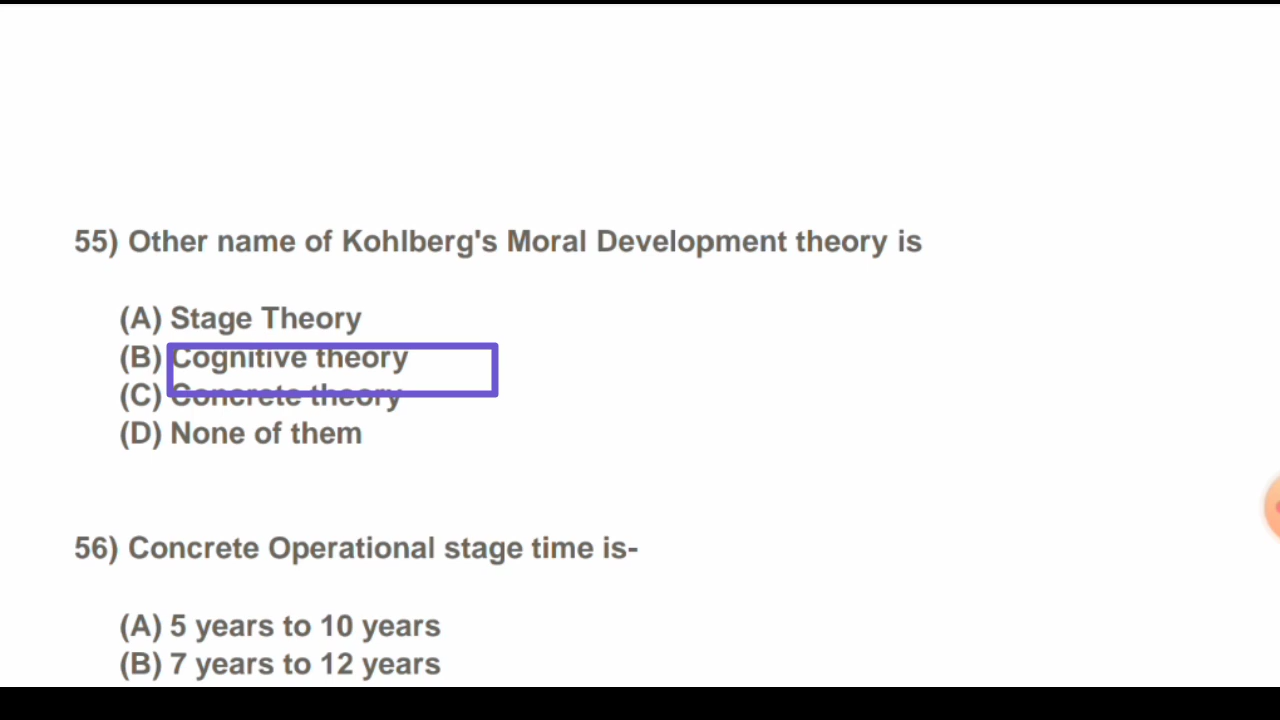 55) Other name of Kohlberg's Moral Development theory is
(A) Stage Theory
(B) Cognitive theory
(C) Concrete theory
(D) None of them
56) Concrete Operational stage time is-
(A) 5 years to 10 years
(B) 7 years to 12 years